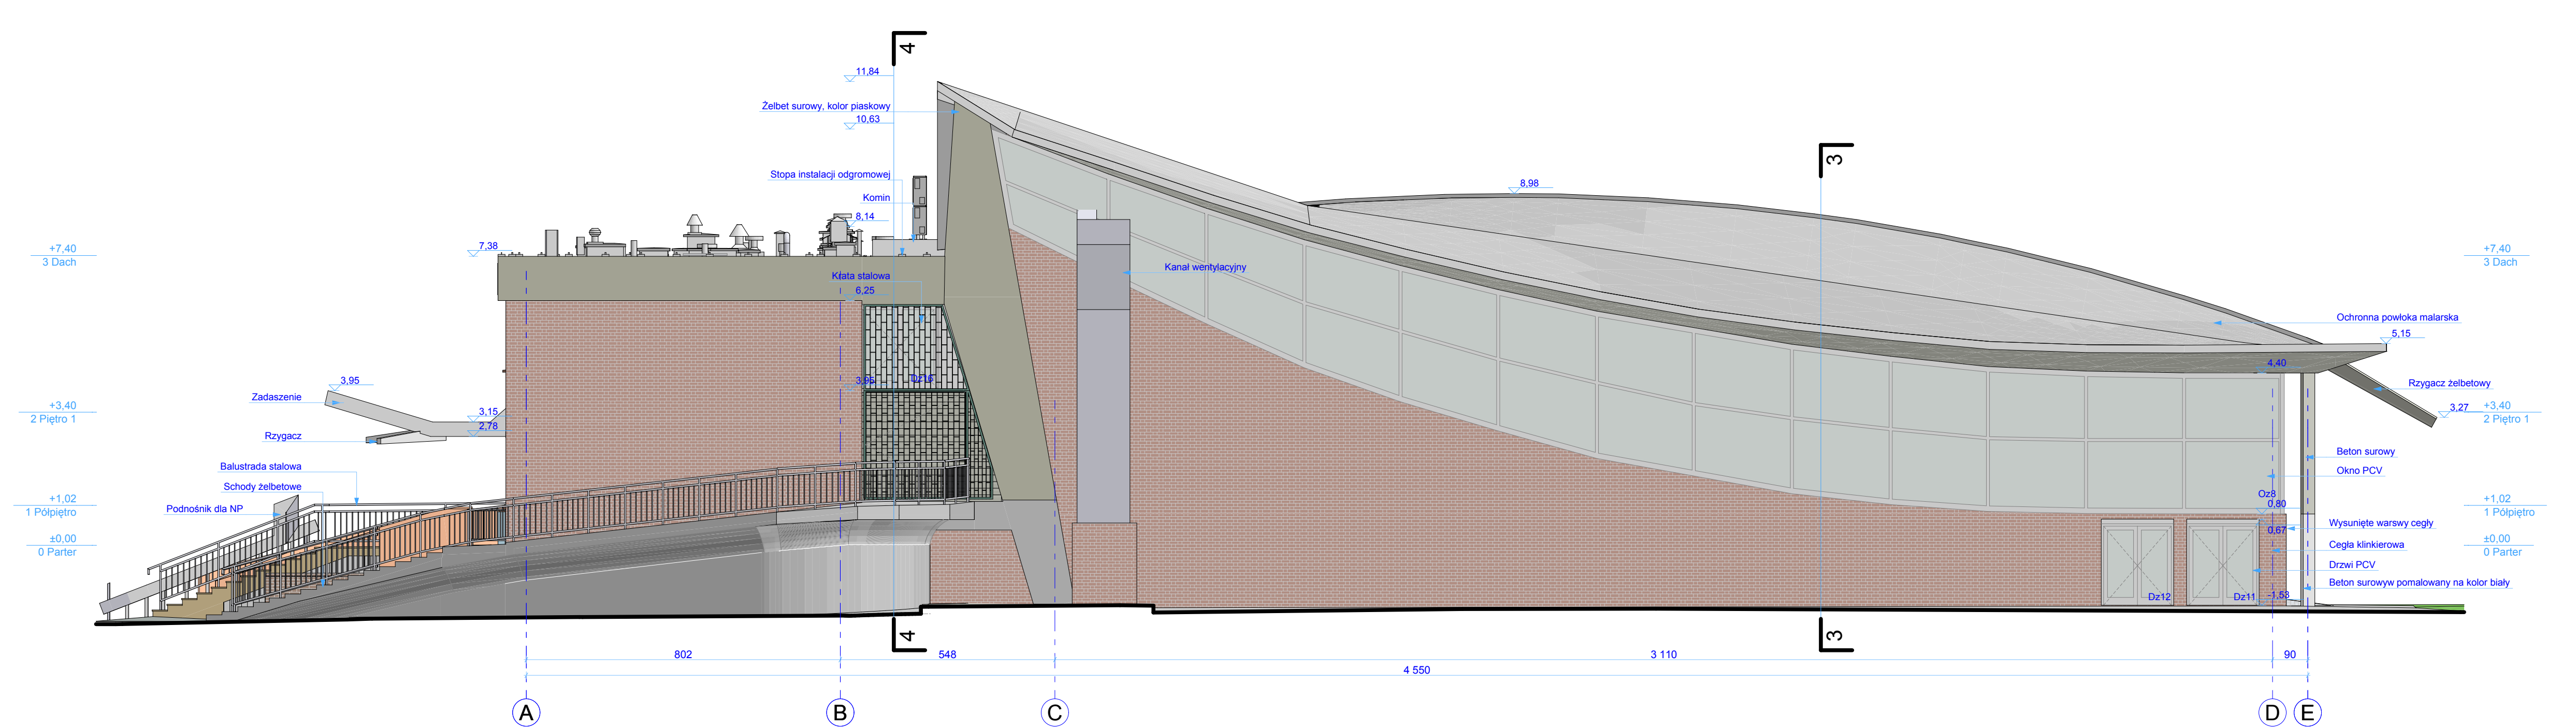 4
11,84
Żelbet surowy, kolor piaskowy
10,63
3
Stopa instalacji odgromowej
8,98
Komin
8,14
+7,40
3 Dach
7,38
+7,40
3 Dach
Krata stalowa
Kanał wentylacyjny
6,25
Ochronna powłoka malarska
5,15
4,40
3,95
3,95
Dz16
Rzygacz żelbetowy
Zadaszenie
+3,40
2 Piętro 1
3,15
3,27
+3,40
2 Piętro 1
2,78
Rzygacz
Beton surowy
Balustrada stalowa
Okno PCV
Schody żelbetowe
Oz8
+1,02
1 Półpiętro
Podnośnik dla NP
0,80
+1,02
1 Półpiętro
Wysunięte warswy cegły
0,67
±0,00
0 Parter
Cegła klinkierowa
±0,00
0 Parter
Drzwi PCV
Beton surowyw pomalowany na kolor biały
Dz12
Dz11
-1,53
4
3
802
548
3 110
90
4 550
A
B
C
D
E